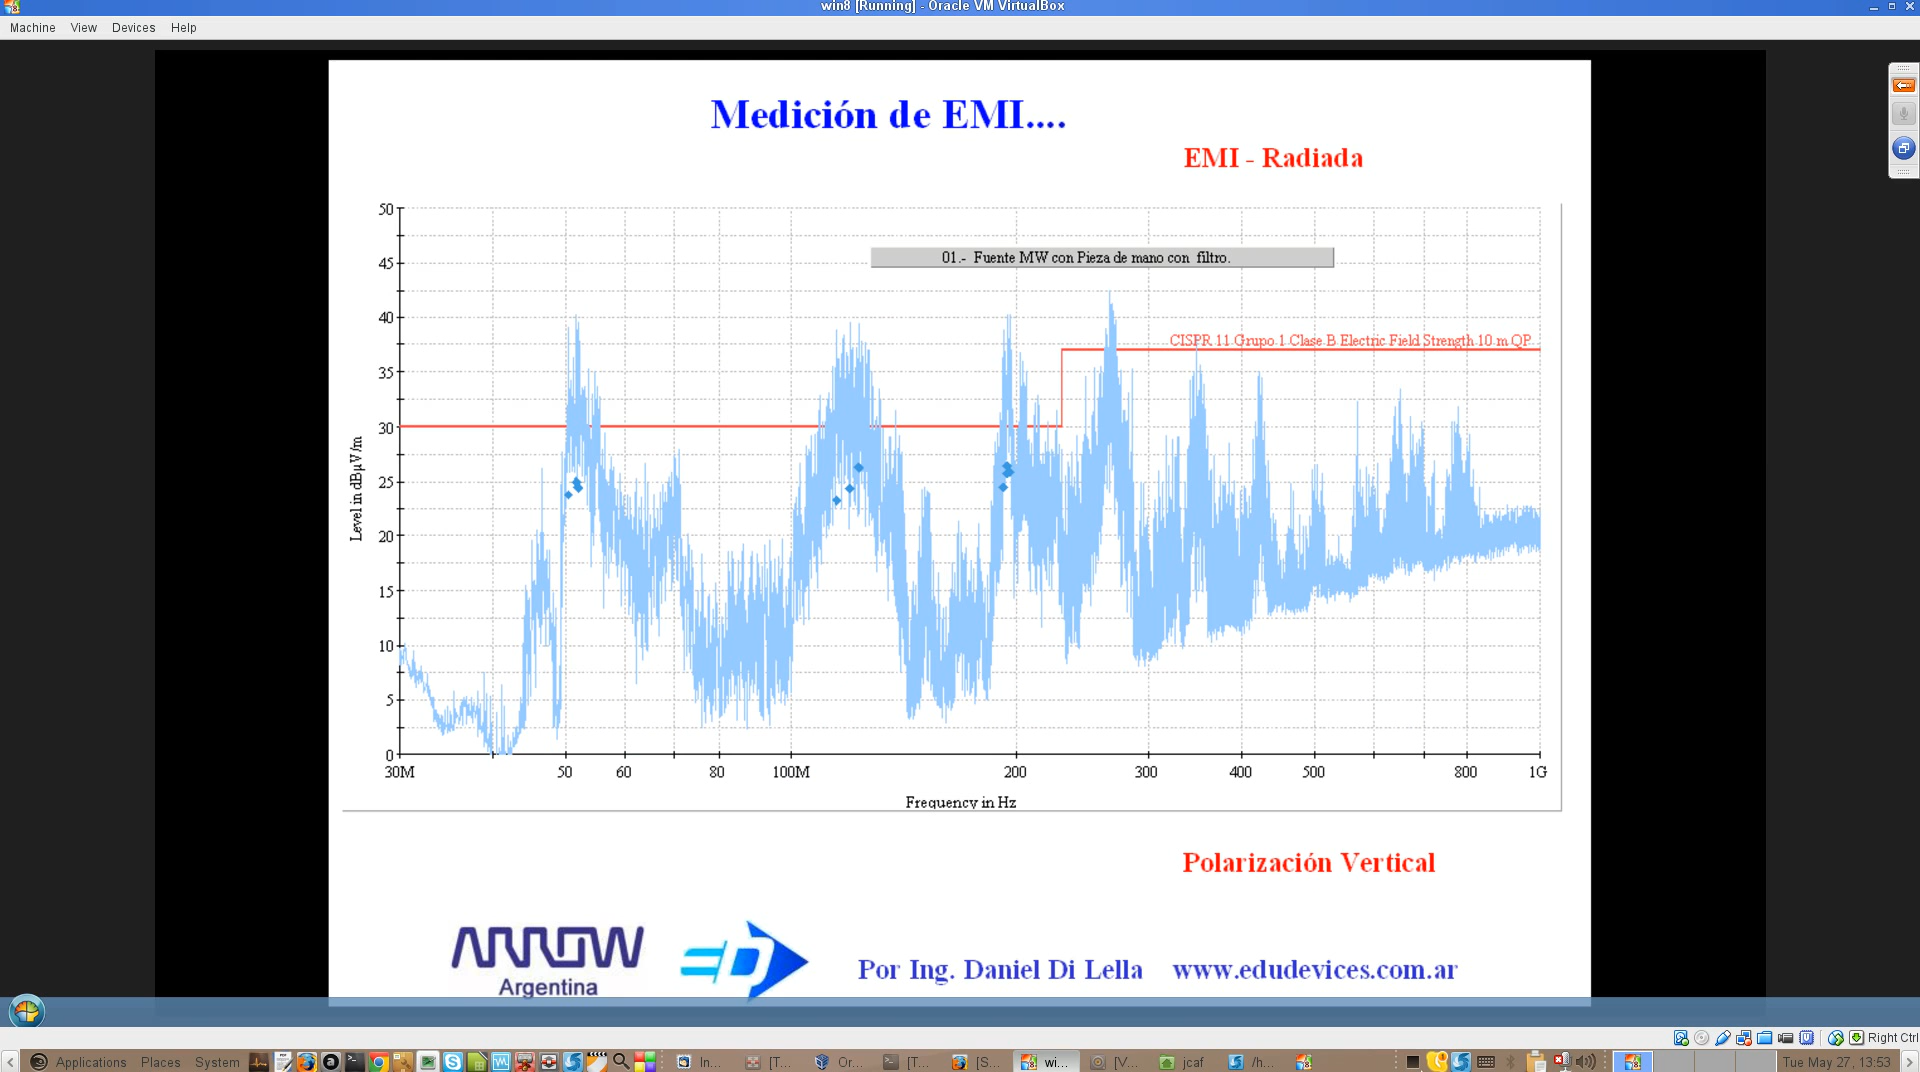 win8 [Running] - Oracle VM VirtualBox
Machine View Devices Help
Medición de EMI....
EMI - Radiada
01.- Fuente MW con Pieza de mano con filtro.
CISPR 11 Grupo 1 Clase B Electric Field Strength 10 m QP
Level in dBµV/m
50
45
40
35
30
25
20
15
10
5
0
30M 50 60 80 100M 200 300 400 500 800 1G
Frequency in Hz
Polarización Vertical
ARROW
Argentina
Por Ing. Daniel Di Lella www.edudevices.com.ar
Right Ctrl
Applications Places System In... [T... Or... [T... [S... wi... [V... jcaf /h... Tue May 27, 13:53